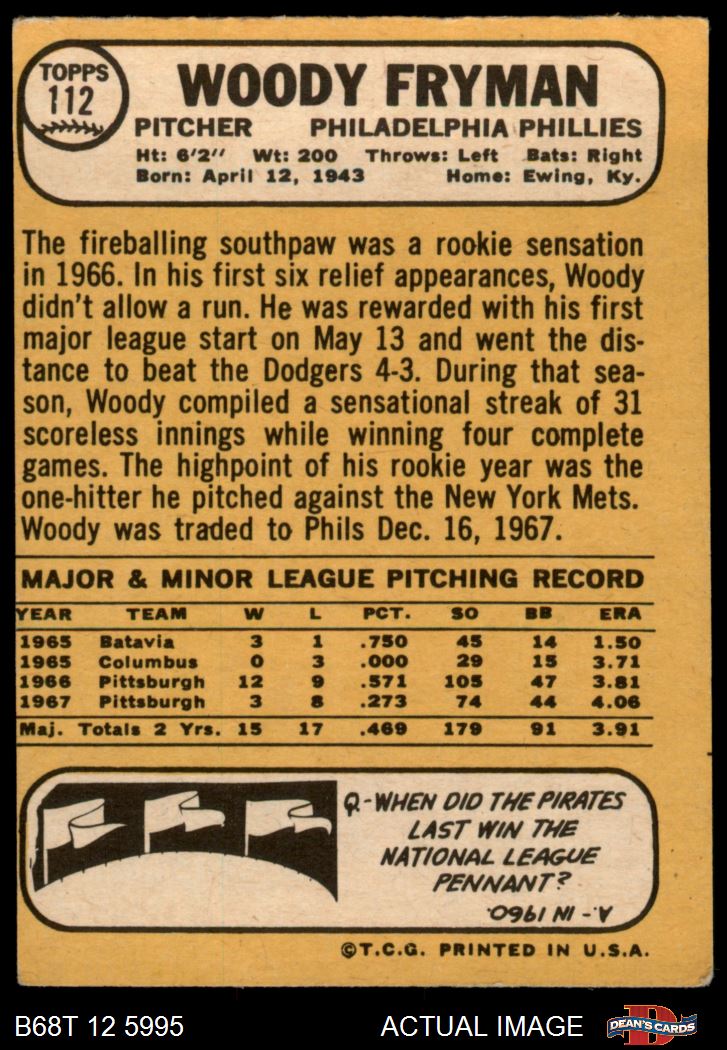 TOPPS
112
WOODY FRYMAN
PITCHER PHILADELPHIA PHILLIES
Ht: 6'2" Wt: 200 Throws: Left Bats: Right
Born: April 12, 1943 Home: Ewing, Ky.
The fireballing southpaw was a rookie sensation
in 1966. In his first six relief appearances, Woody
didn't allow a run. He was rewarded with his first
major league start on May 13 and went the dis-
tance to beat the Dodgers 4-3. During that sea-
son, Woody compiled a sensational streak of 31
scoreless innings while winning four complete
games. The highpoint of his rookie year was the
one-hitter he pitched against the New York Mets.
Woody was traded to Phils Dec. 16, 1967.
MAJOR & MINOR LEAGUE PITCHING RECORD
YEAR TEAM W L PCT. SO BB ERA
1965 Batavia 3 1 .750 45 14 1.50
1965 Columbus 0 3 .000 29 15 3.71
1966 Pittsburgh 12 9 .571 105 47 3.81
1967 Pittsburgh 3 8 .273 74 44 4.06
Maj. Totals 2 Yrs. 15 17 .469 179 91 3.91
Q-WHEN DID THE PIRATES
LAST WIN THE
NATIONAL LEAGUE
PENNANT?
A-IN 1960.
©T.C.G. PRINTED IN U.S.A.
B68T 12 5995 ACTUAL IMAGE
D
DEAN'S CARDS